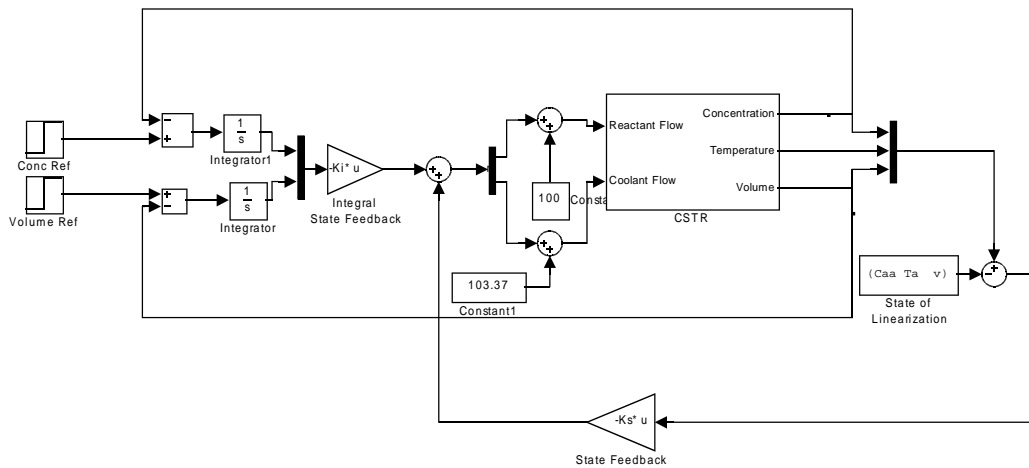 Conc Ref
Volume Ref
−
+
+
−
1
s
Integrator1
1
s
Integrator
-Ki* u
Integral
State Feedback
+
+
+
+
100
Consta
+
+
103.37
Constant1
Reactant Flow
Coolant Flow
Concentration
Temperature
Volume
CSTR
(Caa Ta v)
State of
Linearization
+
−
-Ks* u
State Feedback